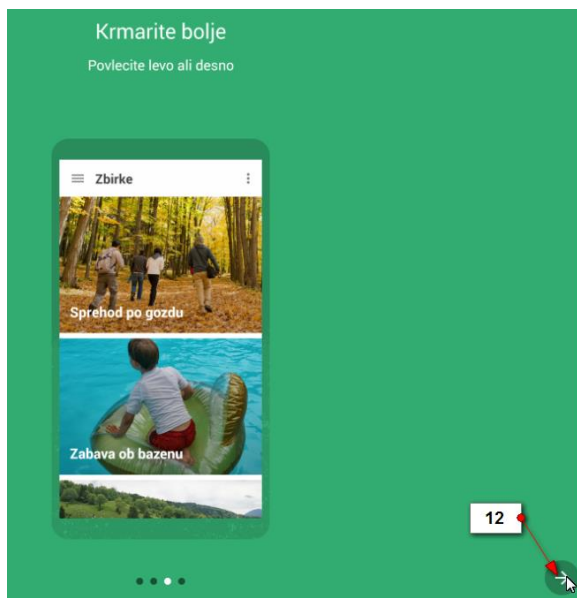 Krmarite bolje
Povlecite levo ali desno
Zbirke
Sprehod po gozdu
Zabava ob bazenu
12